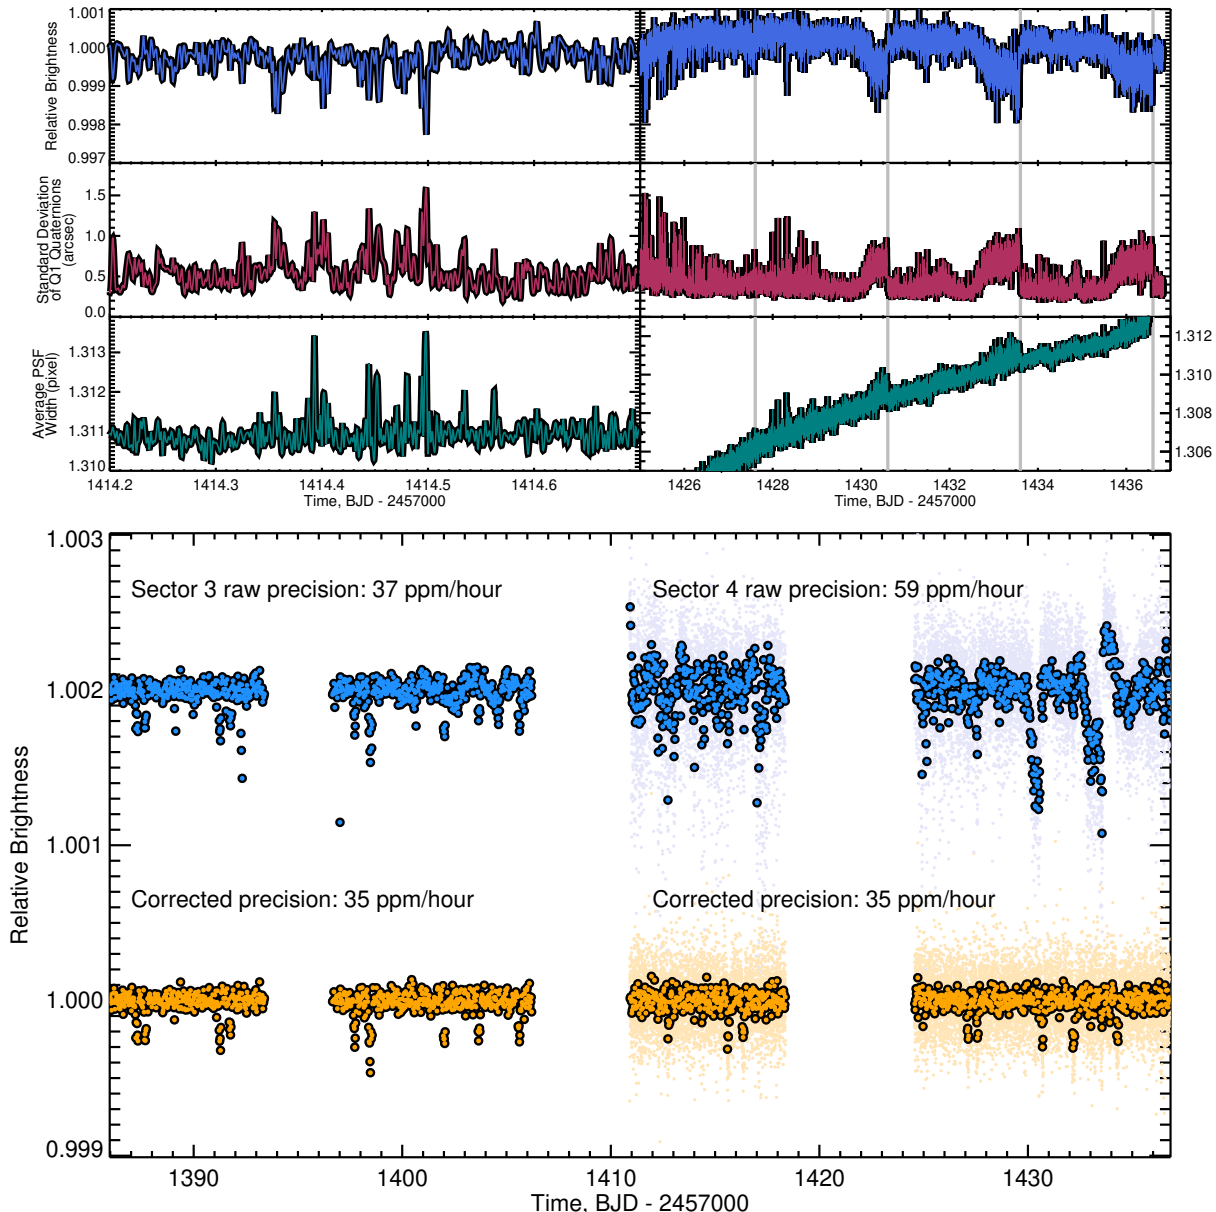 1.001
1.000
0.999
0.998
0.997
Relative Brightness
1.5
1.0
0.5
0.0
Standard Deviation
of Q1 Quaternions
(arcsec)
1.313
1.312
1.311
1.310
Average PSF
Width (pixel)
1.312
1.310
1.308
1.306
1414.2 1414.3 1414.4 1414.5 1414.6
1426 1428 1430 1432 1434 1436
Time, BJD - 2457000
Time, BJD - 2457000
1.003
Sector 3 raw precision: 37 ppm/hour
Sector 4 raw precision: 59 ppm/hour
1.002
1.001
Relative Brightness
Corrected precision: 35 ppm/hour
Corrected precision: 35 ppm/hour
1.000
0.999
1390 1400 1410 1420 1430
Time, BJD - 2457000